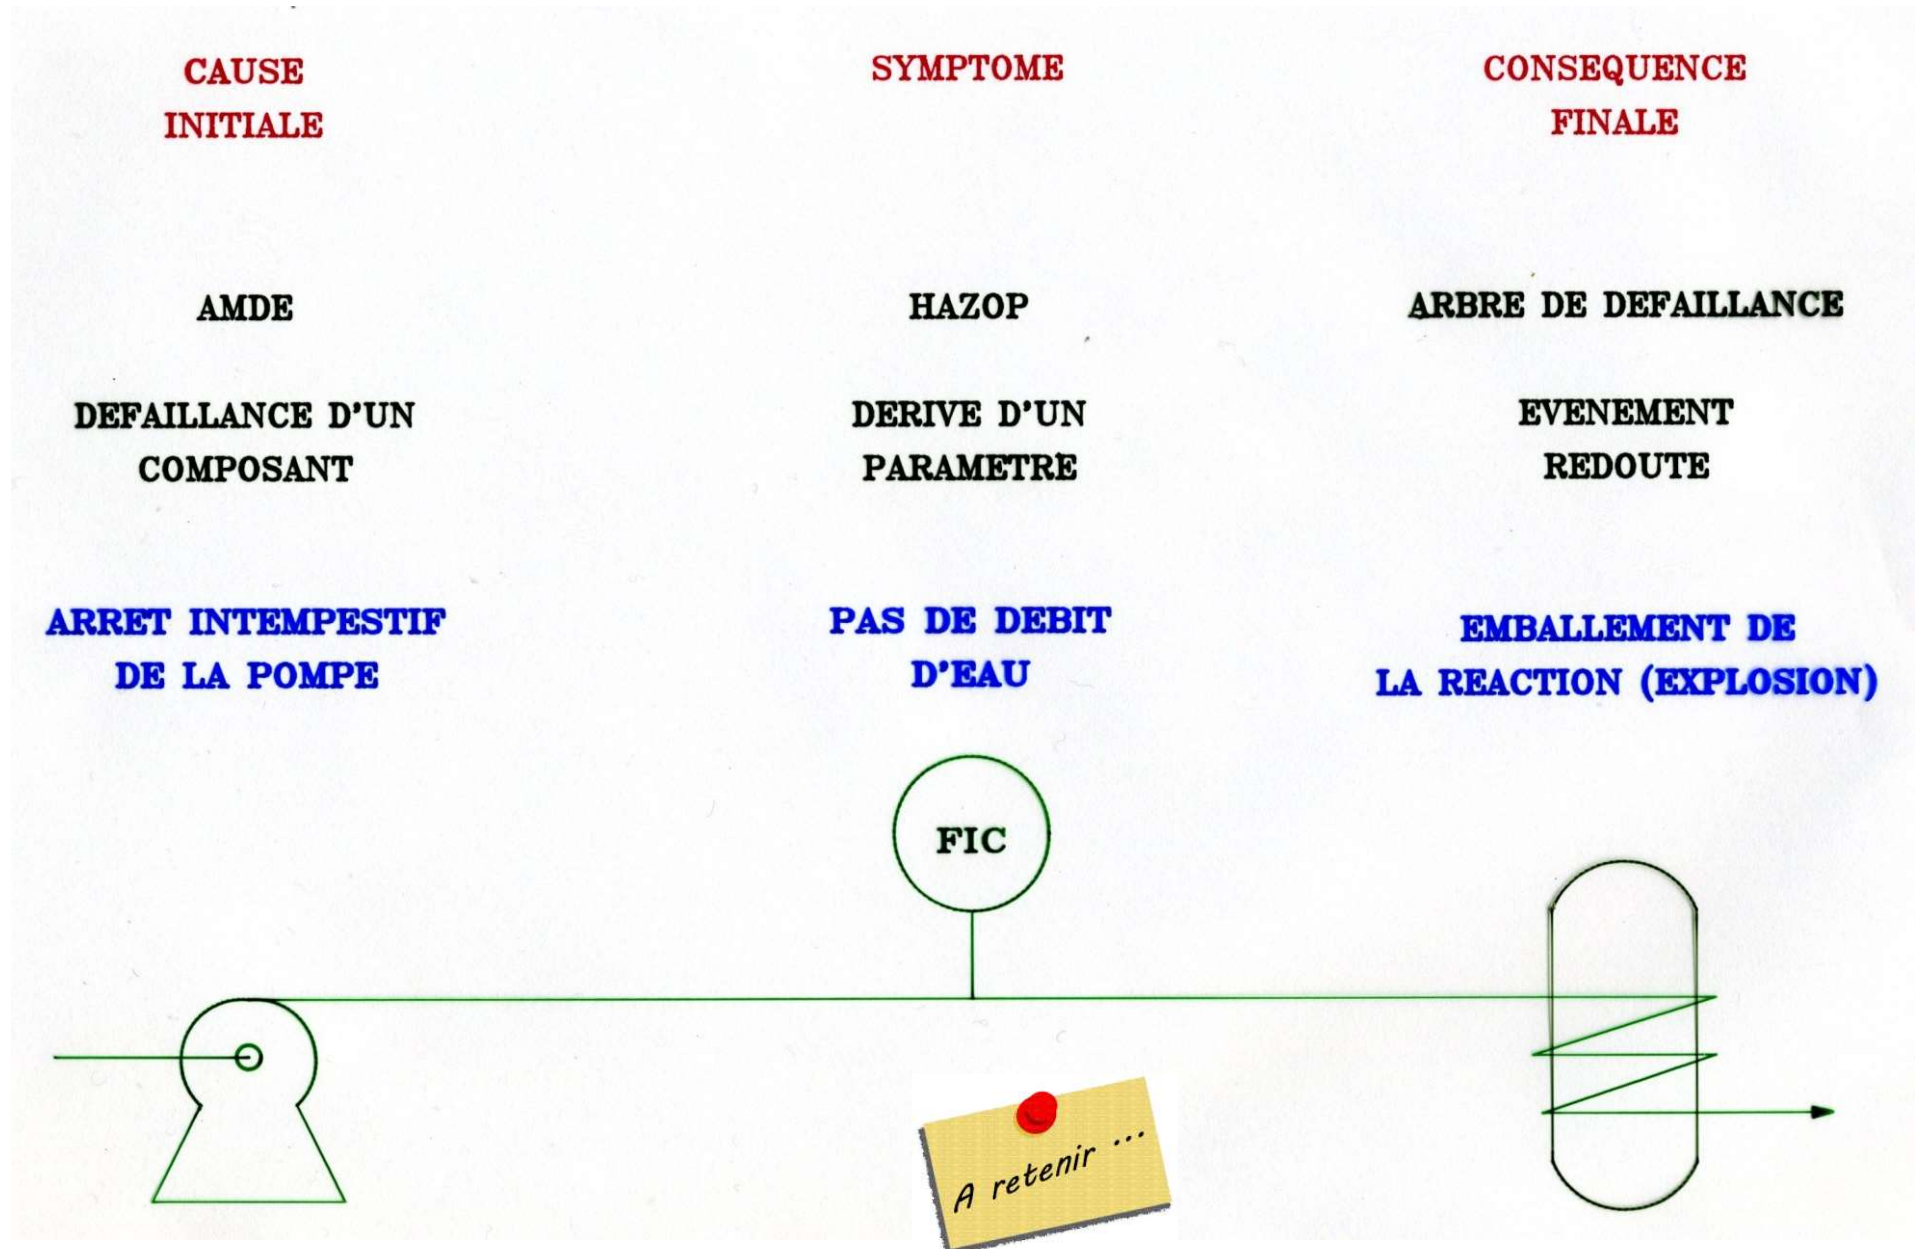 CAUSE
INITIALE
SYMPTOME
CONSEQUENCE
FINALE
AMDE
HAZOP
ARBRE DE DEFAILLANCE
DEFAILLANCE D'UN
COMPOSANT
DERIVE D'UN
PARAMETRE
EVENEMENT
REDOUTE
ARRET INTEMPESTIF
DE LA POMPE
PAS DE DEBIT
D'EAU
EMBALLEMENT DE
LA REACTION (EXPLOSION)
FIC
A retenir ...